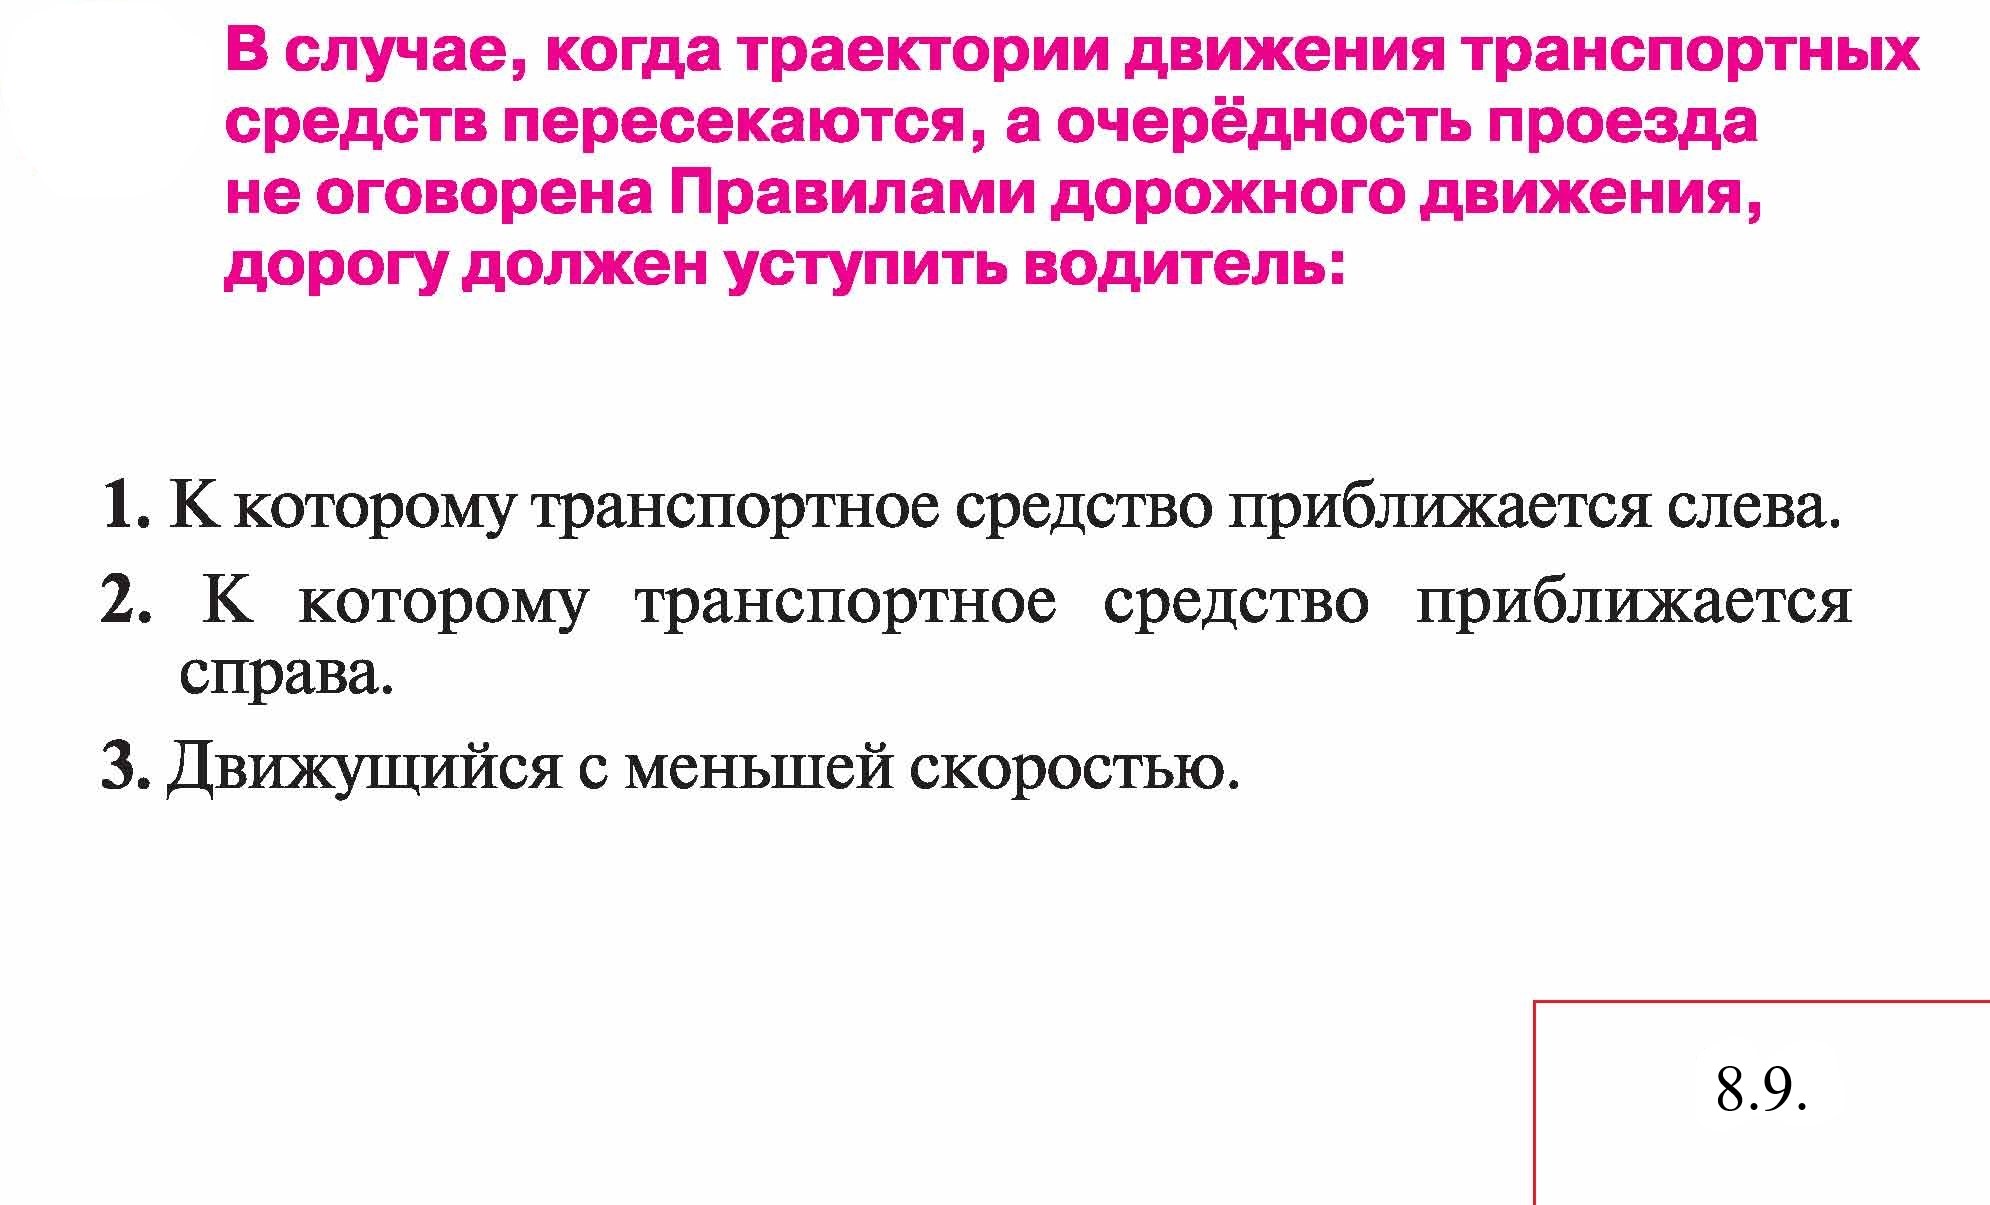 В случае, когда траектории движения транспортных
средств пересекаются, а очерёдность проезда
не оговорена Правилами дорожного движения,
дорогу должен уступить водитель:
1. К которому транспортное средство приближается слева.
2. К которому транспортное средство приближается
справа.
3. Движущийся с меньшей скоростью.
8.9.